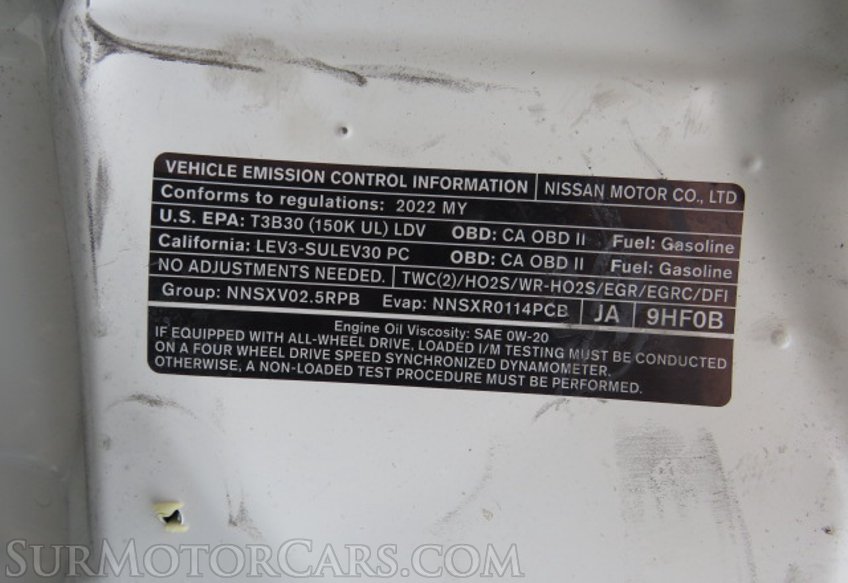 VEHICLE EMISSION CONTROL INFORMATION NISSAN MOTOR CO., LTD
Conforms to regulations: 2022 MY
U.S. EPA: T3B30 (150K UL) LDV OBD: CA OBD II Fuel: Gasoline
California: LEV3-SULEV30 PC OBD: CA OBD II Fuel: Gasoline
NO ADJUSTMENTS NEEDED. TWC(2)/HO2S/WR-HO2S/EGR/EGRC/DFI
Group: NNSXV02.5RPB Evap: NNSXR0114PCB JA 9HF0B
Engine Oil Viscosity: SAE 0W-20
IF EQUIPPED WITH ALL-WHEEL DRIVE, LOADED I/M TESTING MUST BE CONDUCTED
ON A FOUR WHEEL DRIVE SPEED SYNCHRONIZED DYNAMOMETER.
OTHERWISE, A NON-LOADED TEST PROCEDURE MUST BE PERFORMED.
SURMOTORCARS.COM